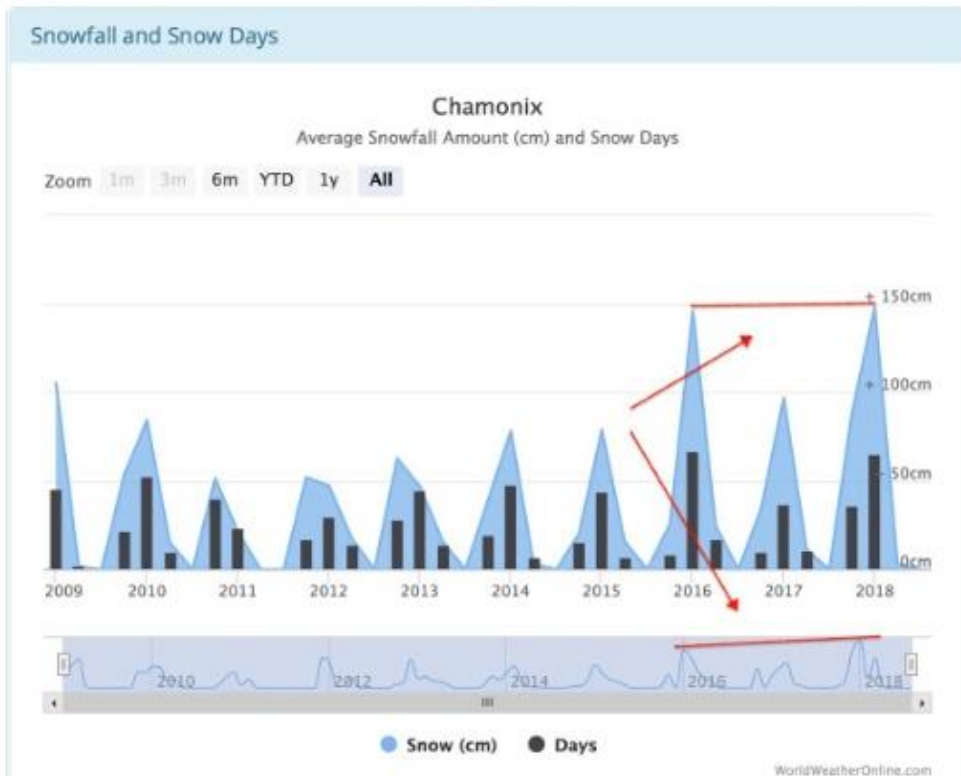 Snowfall and Snow Days
Chamonix
Average Snowfall Amount (cm) and Snow Days
Zoom 1m 3m 6m YTD 1y All
150cm
100cm
50cm
0cm
2009 2010 2011 2012 2013 2014 2015 2016 2017 2018
2010 2012 2014 2016 2018
Snow (cm) Days
WorldWeatherOnline.com